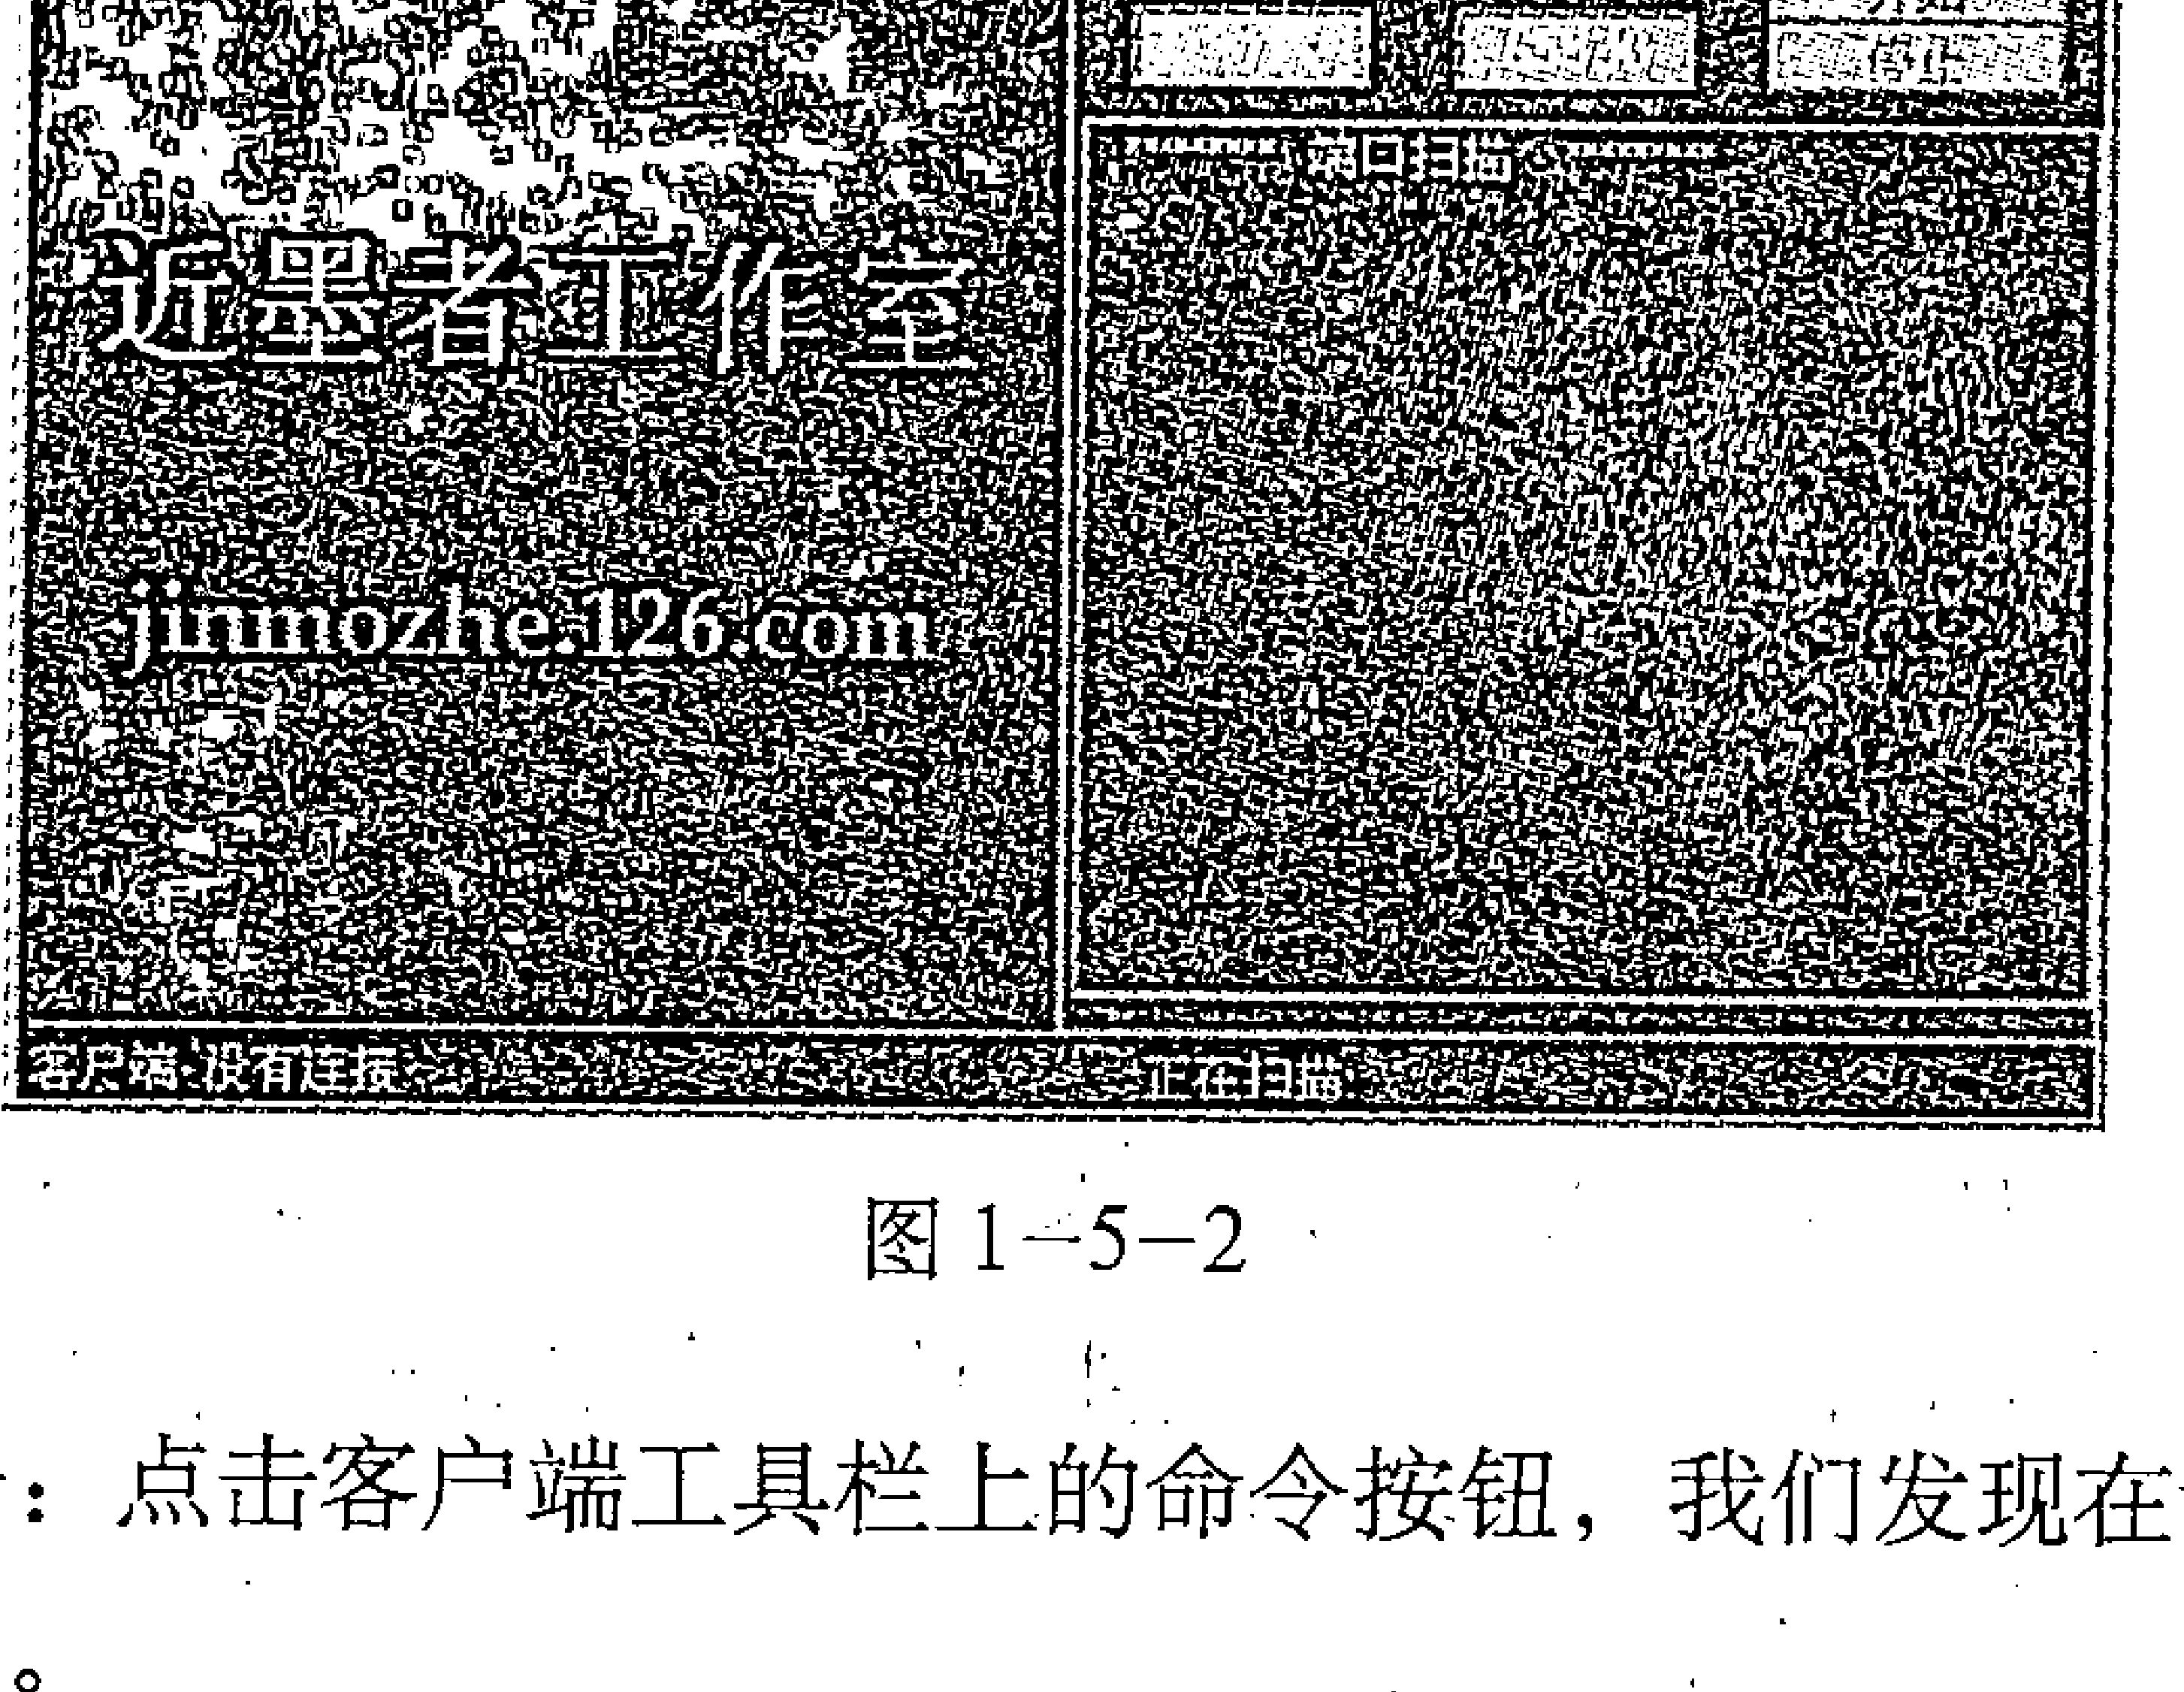 端口扫描
近墨者工作室
jinmozhe.126.com
客户端:没有连接 正在扫描
图 1-5-2
：点击客户端工具栏上的命令按钮，我们发现在
。